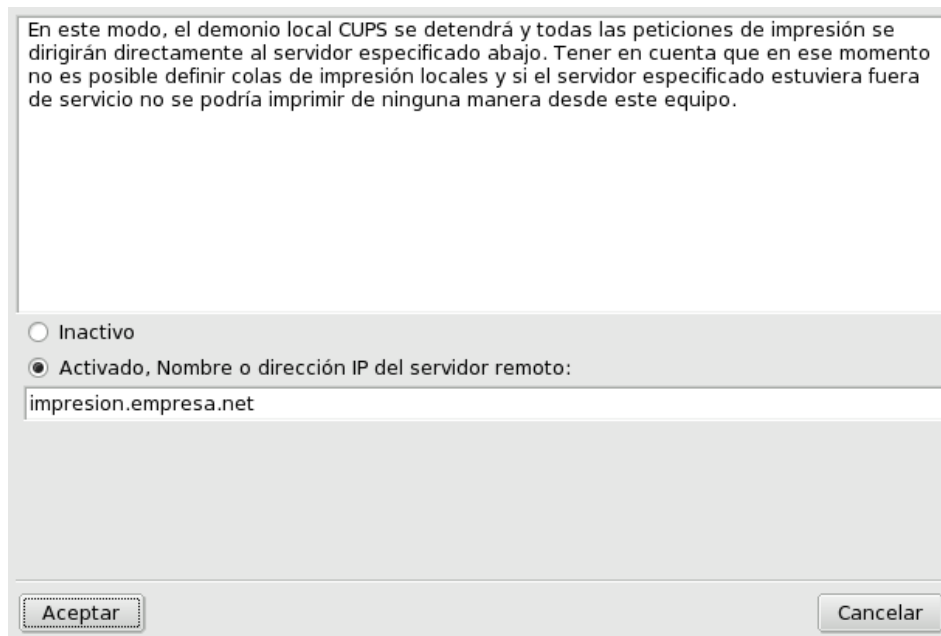 En este modo, el demonio local CUPS se detendrá y todas las peticiones de impresión se
dirigirán directamente al servidor especificado abajo. Tener en cuenta que en ese momento
no es posible definir colas de impresión locales y si el servidor especificado estuviera fuera
de servicio no se podría imprimir de ninguna manera desde este equipo.
Inactivo
Activado, Nombre o dirección IP del servidor remoto:
impresion.empresa.net
Aceptar
Cancelar